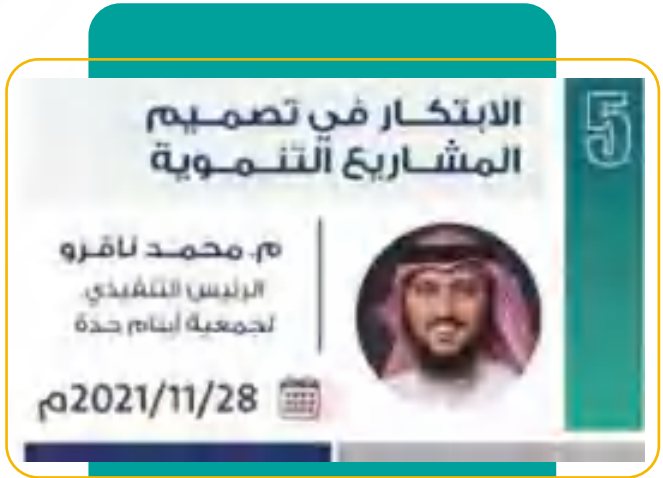 5
الابتكار في تصميم
المشاريع التنموية
م. محمد ناقرو
الرئيس التنفيذي
لجمعية أيتام جدة
2021/11/28م